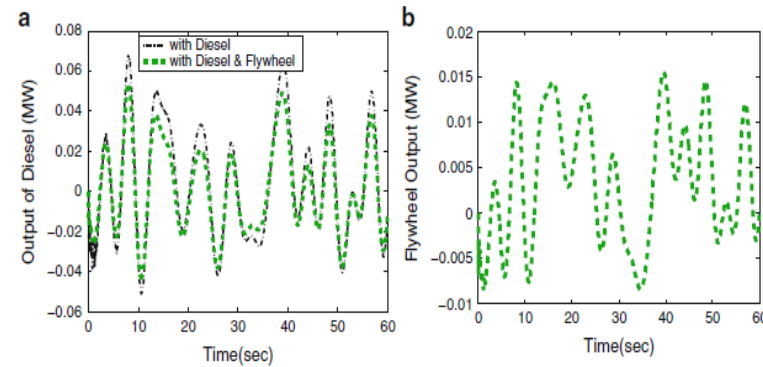 a
with Diesel
with Diesel & Flywheel
Output of Diesel (MW)
0.08
0.06
0.04
0.02
0
−0.02
−0.04
−0.06
0 10 20 30 40 50 60
Time(sec)
b
Flywheel Output (MW)
0.02
0.015
0.01
0.005
0
−0.005
−0.01
0 10 20 30 40 50 60
Time(sec)